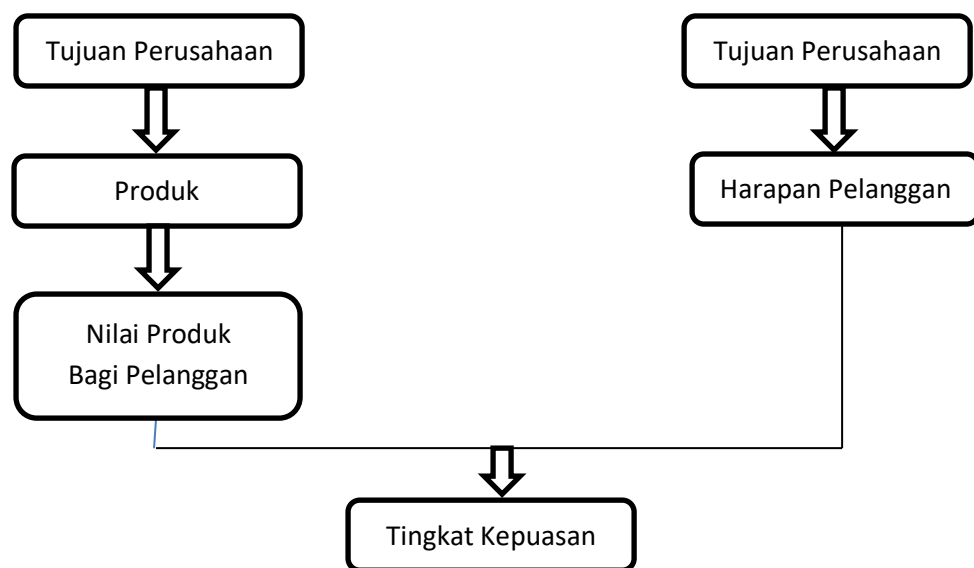 Tujuan Perusahaan
Tujuan Perusahaan
Produk
Harapan Pelanggan
Nilai Produk
Bagi Pelanggan
Tingkat Kepuasan